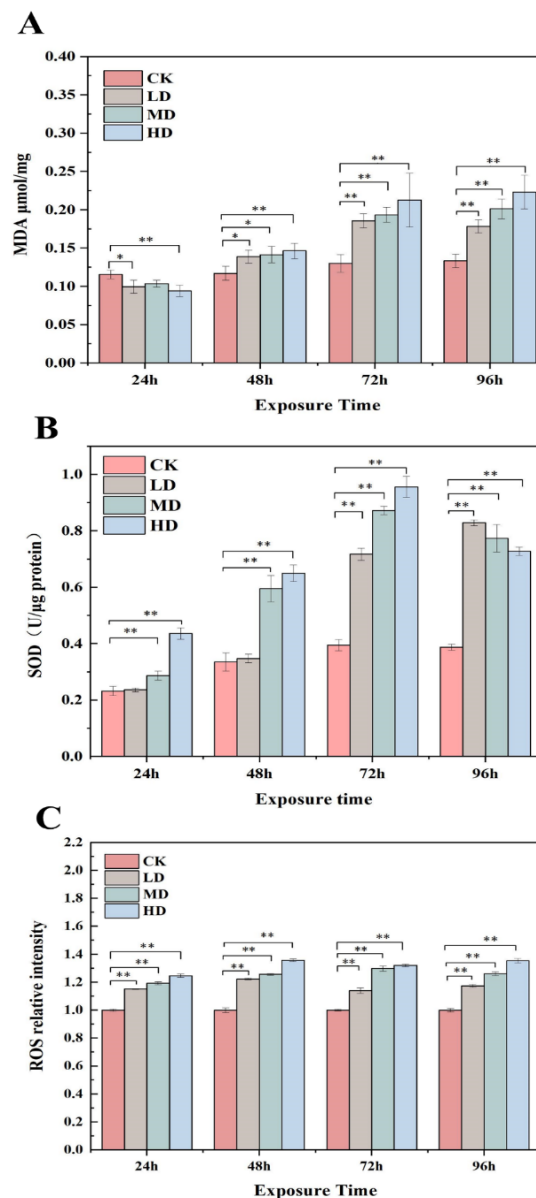 A
0.40
0.35
0.30
0.25
0.20
0.15
0.10
0.05
0.00
MDA μmol/mg
CK
LD
MD
HD
**
*
**
*
*
**
**
**
**
**
**
24h 48h 72h 96h
Exposure Time
B
1.0
0.8
0.6
0.4
0.2
0.0
SOD（U/μg protein）
CK
LD
MD
HD
**
**
**
**
**
**
**
**
**
**
24h 48h 72h 96h
Exposure time
C
2.2
2.0
1.8
1.6
1.4
1.2
1.0
0.8
0.6
0.4
0.2
0.0
ROS relative intensity
CK
LD
MD
HD
**
**
**
**
**
**
**
**
**
**
**
**
24h 48h 72h 96h
Exposure Time